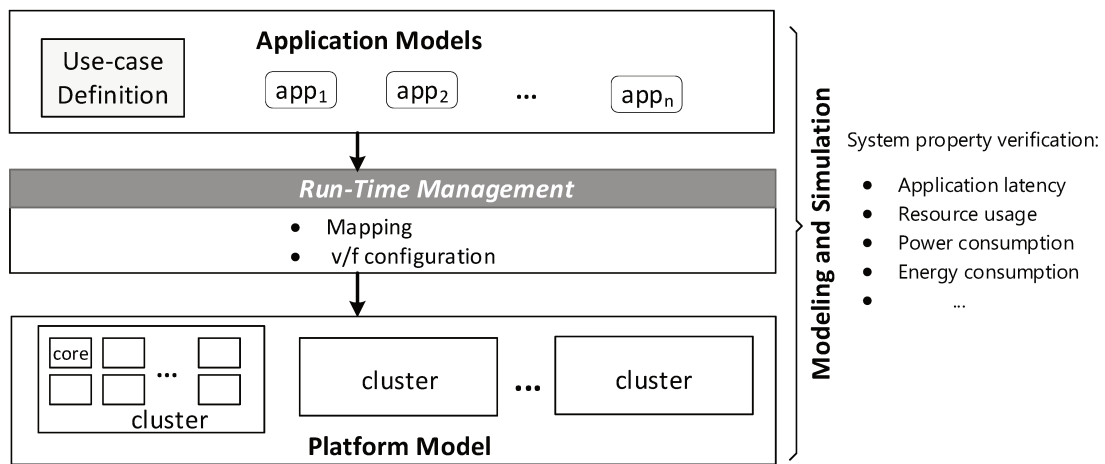 Application Models
Use-case
Definition
app1
app2
...
appn
Run-Time Management
● Mapping
● v/f configuration
core
...
cluster
cluster
...
cluster
Platform Model
Modeling and Simulation
System property verification:
● Application latency
● Resource usage
● Power consumption
● Energy consumption
● ...